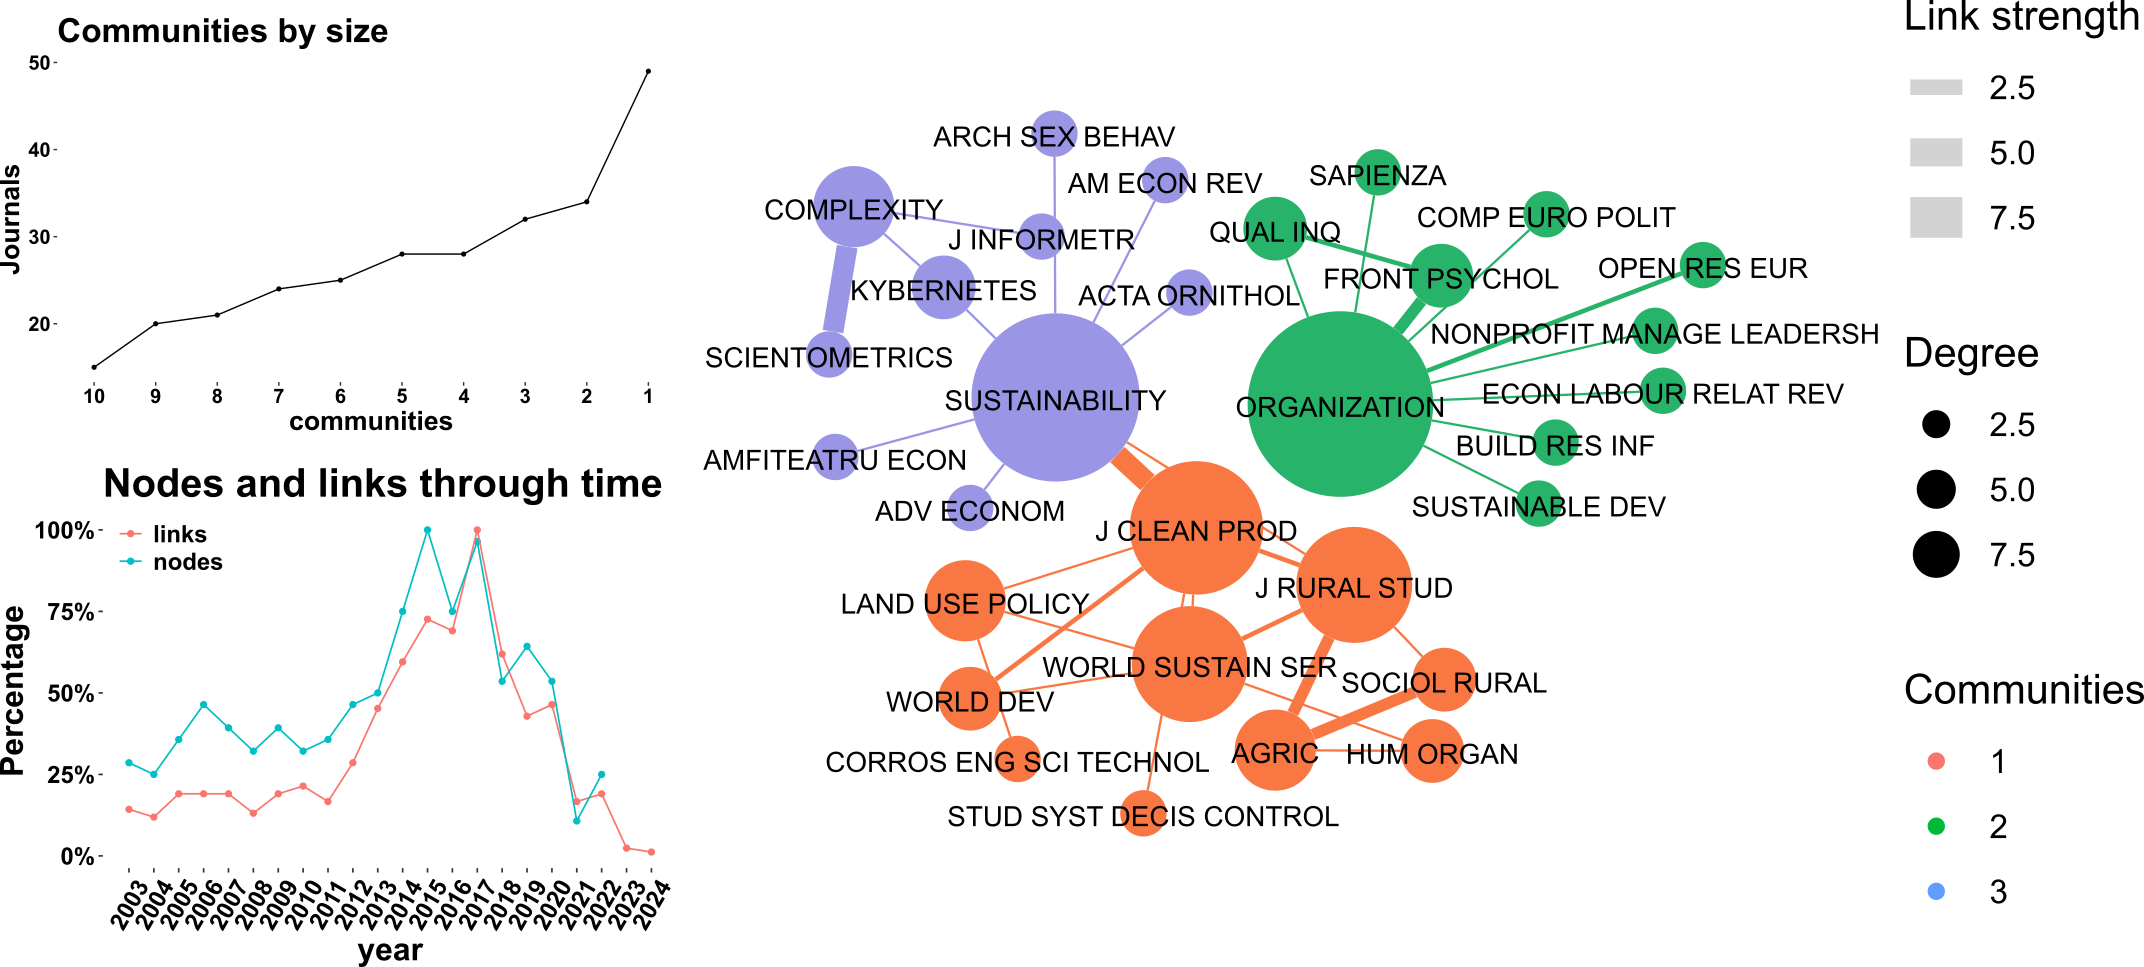 Communities by size
50
40
30
20
Journals
10 9 8 7 6 5 4 3 2 1
communities
Nodes and links through time
links
nodes
100%
75%
50%
25%
0%
Percentage
2003 2004 2005 2006 2007 2008 2009 2010 2011 2012 2013 2014 2015 2016 2017 2018 2019 2020 2021 2022 2023 2024
year
ARCH SEX BEHAV
AM ECON REV
COMPLEXITY
J INFORMETR
KYBERNETES
ACTA ORNITHOL
SCIENTOMETRICS
SUSTAINABILITY
AMFITEATRU ECON
ADV ECONOM
SAPIENZA
QUAL INQ
COMP EURO POLIT
FRONT PSYCHOL
OPEN RES EUR
NONPROFIT MANAGE LEADERSH
ECON LABOUR RELAT REV
ORGANIZATION
BUILD RES INF
SUSTAINABLE DEV
J CLEAN PROD
J RURAL STUD
LAND USE POLICY
WORLD SUSTAIN SER
SOCIOL RURAL
WORLD DEV
AGRIC
HUM ORGAN
CORROS ENG SCI TECHNOL
STUD SYST DECIS CONTROL
Link strength
2.5
5.0
7.5
Degree
2.5
5.0
7.5
Communities
1
2
3